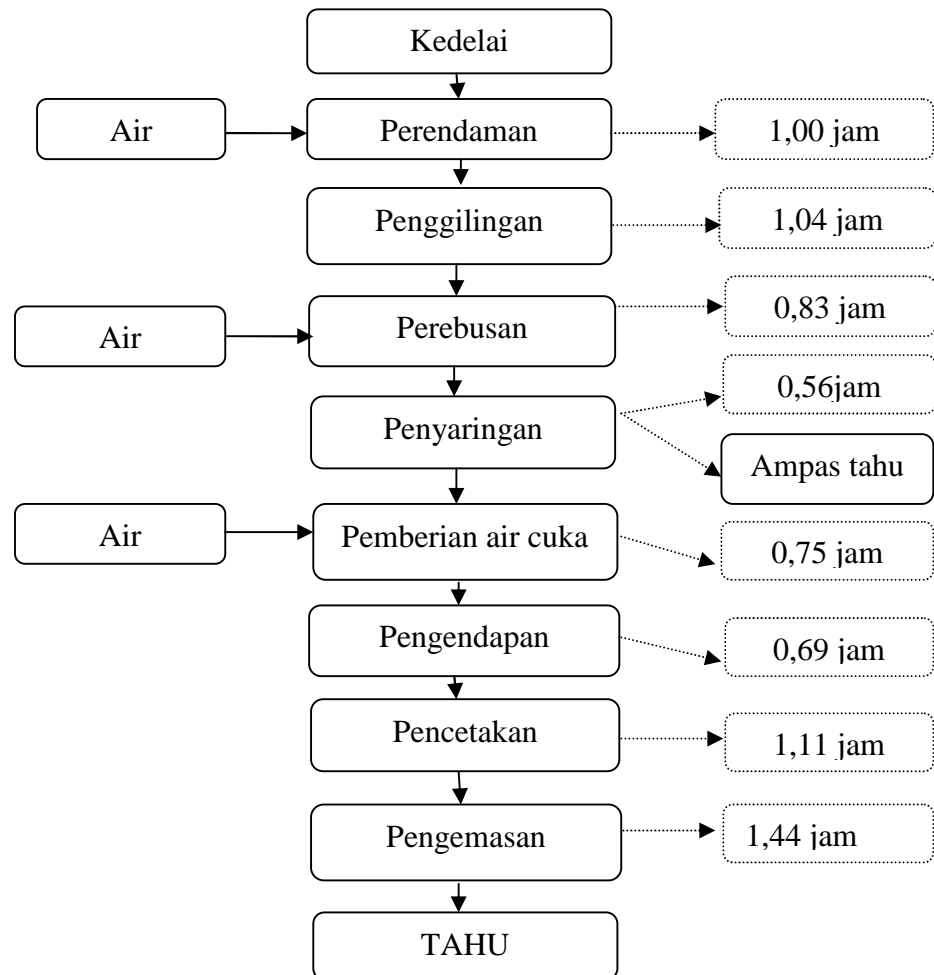 Kedelai
Air
Perendaman
1,00 jam
Penggilingan
1,04 jam
Air
Perebusan
0,83 jam
Penyaringan
0,56jam
Ampas tahu
Air
Pemberian air cuka
0,75 jam
Pengendapan
0,69 jam
Pencetakan
1,11 jam
Pengemasan
1,44 jam
TAHU